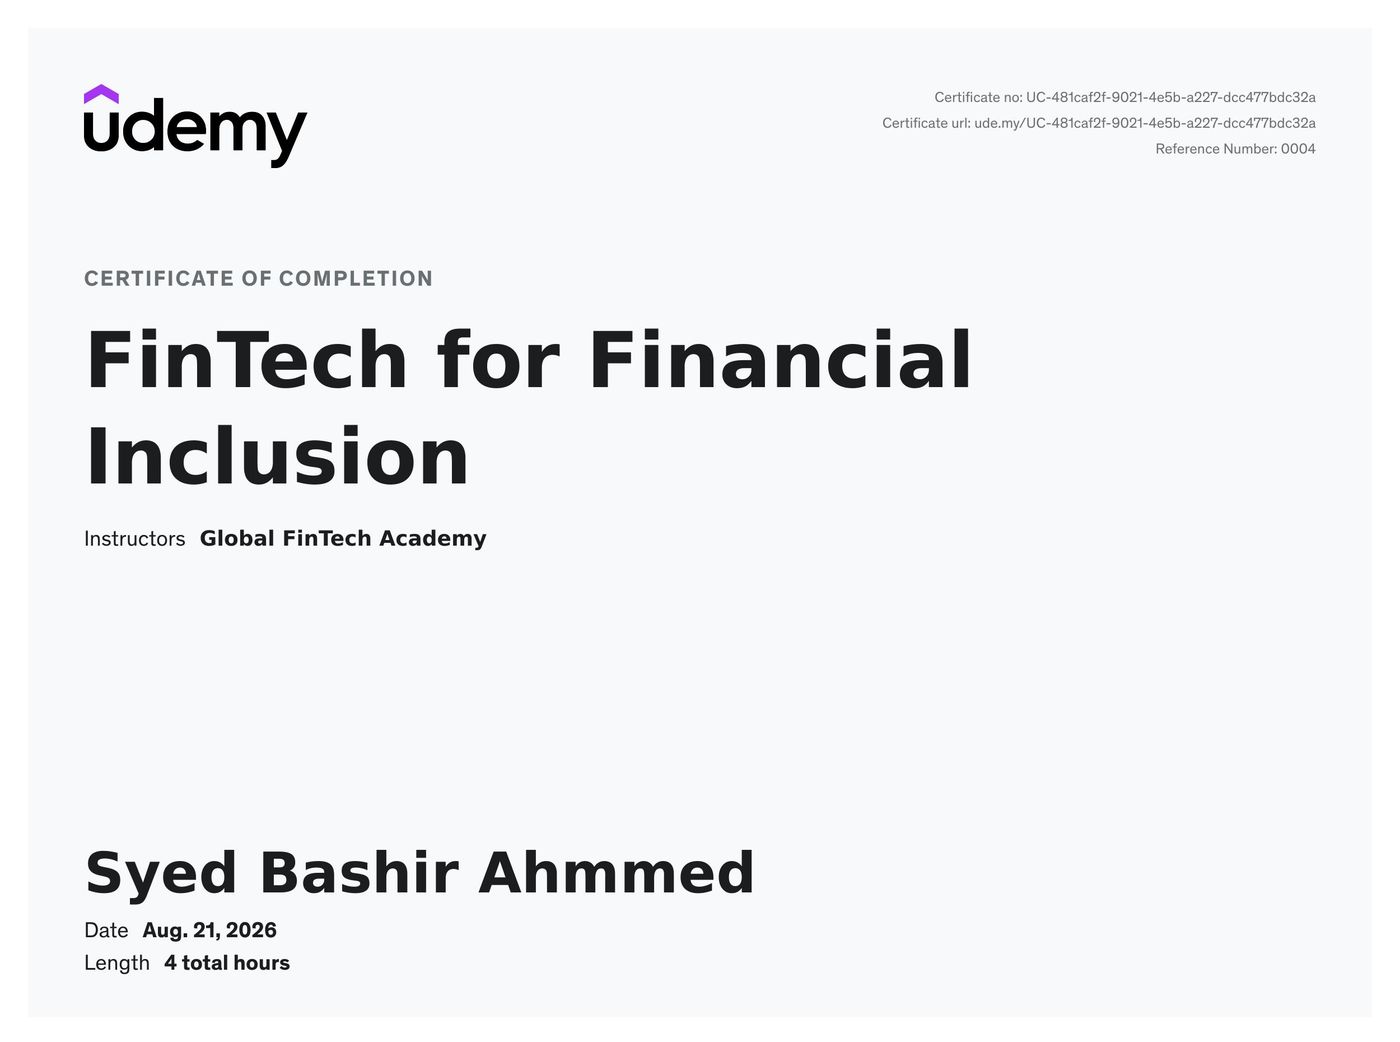 udemy
Certificate no: UC-481caf2f-9021-4e5b-a227-dcc477bdc32a
Certificate url: ude.my/UC-481caf2f-9021-4e5b-a227-dcc477bdc32a
Reference Number: 0004
CERTIFICATE OF COMPLETION
FinTech for Financial
Inclusion
Instructors Global FinTech Academy
Syed Bashir Ahmmed
Date Aug. 21, 2026
Length 4 total hours